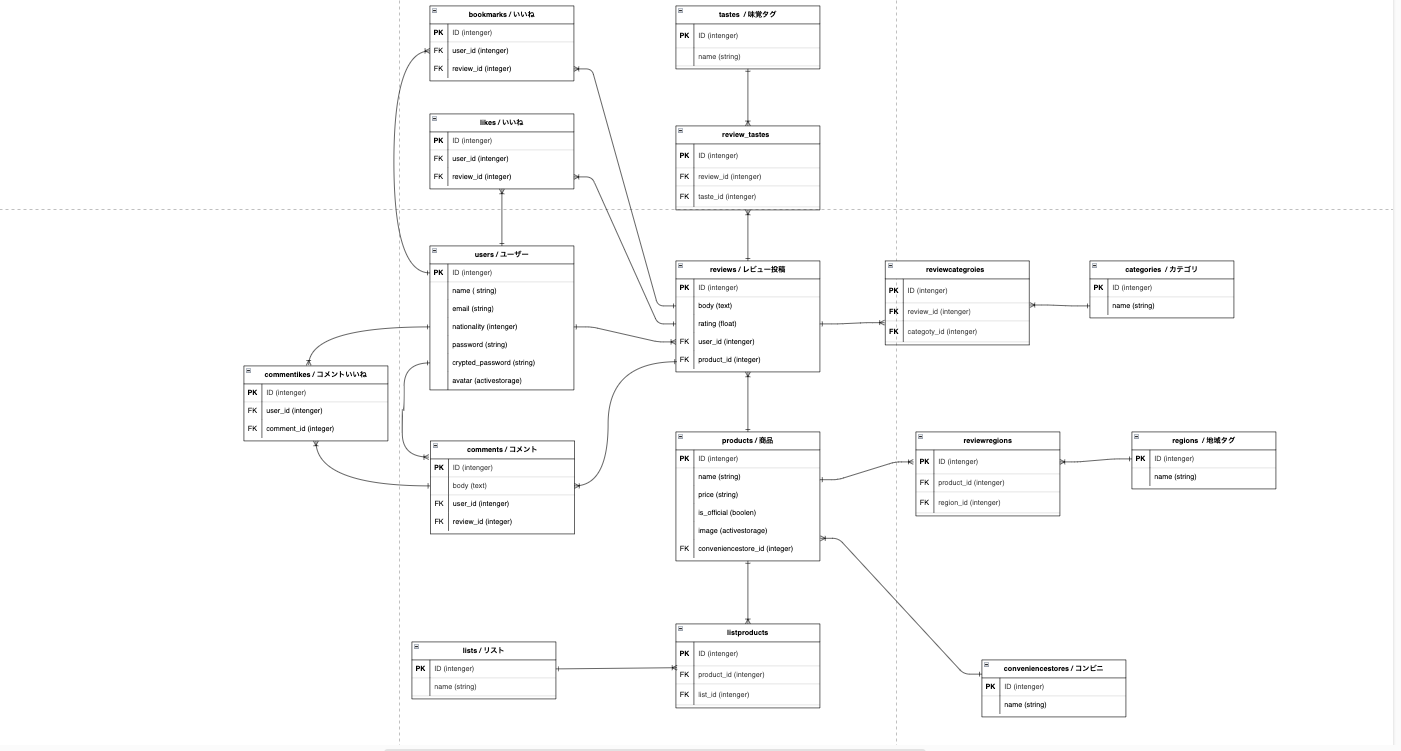 bookmarks / いいね
PK ID (intenger)
FK user_id (intenger)
FK review_id (integer)
tastes / 味覚タグ
PK ID (intenger)
name (string)
likes / いいね
PK ID (intenger)
FK user_id (intenger)
FK review_id (integer)
review_tastes
PK ID (intenger)
FK review_id (intenger)
FK taste_id (intenger)
users / ユーザー
PK ID (intenger)
name ( string)
email (string)
nationality (intenger)
password (string)
crypted_password (string)
avatar (activestorage)
reviews / レビュー投稿
PK ID (intenger)
body (text)
rating (float)
FK user_id (intenger)
FK product_id (integer)
reviewcategroies
PK ID (intenger)
FK review_id (intenger)
FK categoty_id (intenger)
categories / カテゴリ
PK ID (intenger)
name (string)
commentikes / コメントいいね
PK ID (intenger)
FK user_id (intenger)
FK comment_id (integer)
comments / コメント
PK ID (intenger)
body (text)
FK user_id (intenger)
FK review_id (integer)
products / 商品
PK ID (intenger)
name (string)
price (string)
is_official (boolen)
image (activestorage)
FK conveniencestore_id (integer)
reviewregions
PK ID (intenger)
FK product_id (intenger)
FK region_id (intenger)
regions / 地域タグ
PK ID (intenger)
name (string)
lists / リスト
PK ID (intenger)
name (string)
listproducts
PK ID (intenger)
FK product_id (intenger)
FK list_id (intenger)
conveniencestores / コンビニ
PK ID (intenger)
name (string)